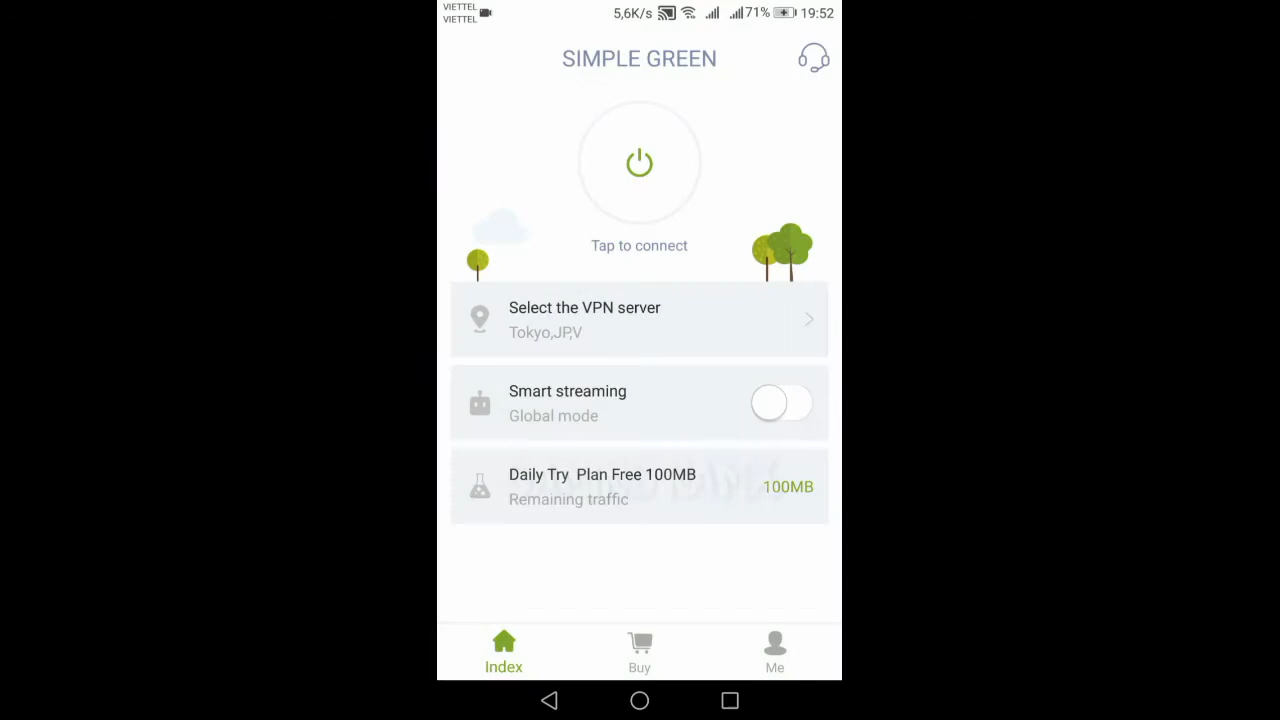 VIETTEL
VIETTEL
5,6K/s 71% 19:52
SIMPLE GREEN
Tap to connect
Select the VPN server
Tokyo,JP,V
Smart streaming
Global mode
Daily Try Plan Free 100MB
Remaining traffic
100MB
Index Buy Me